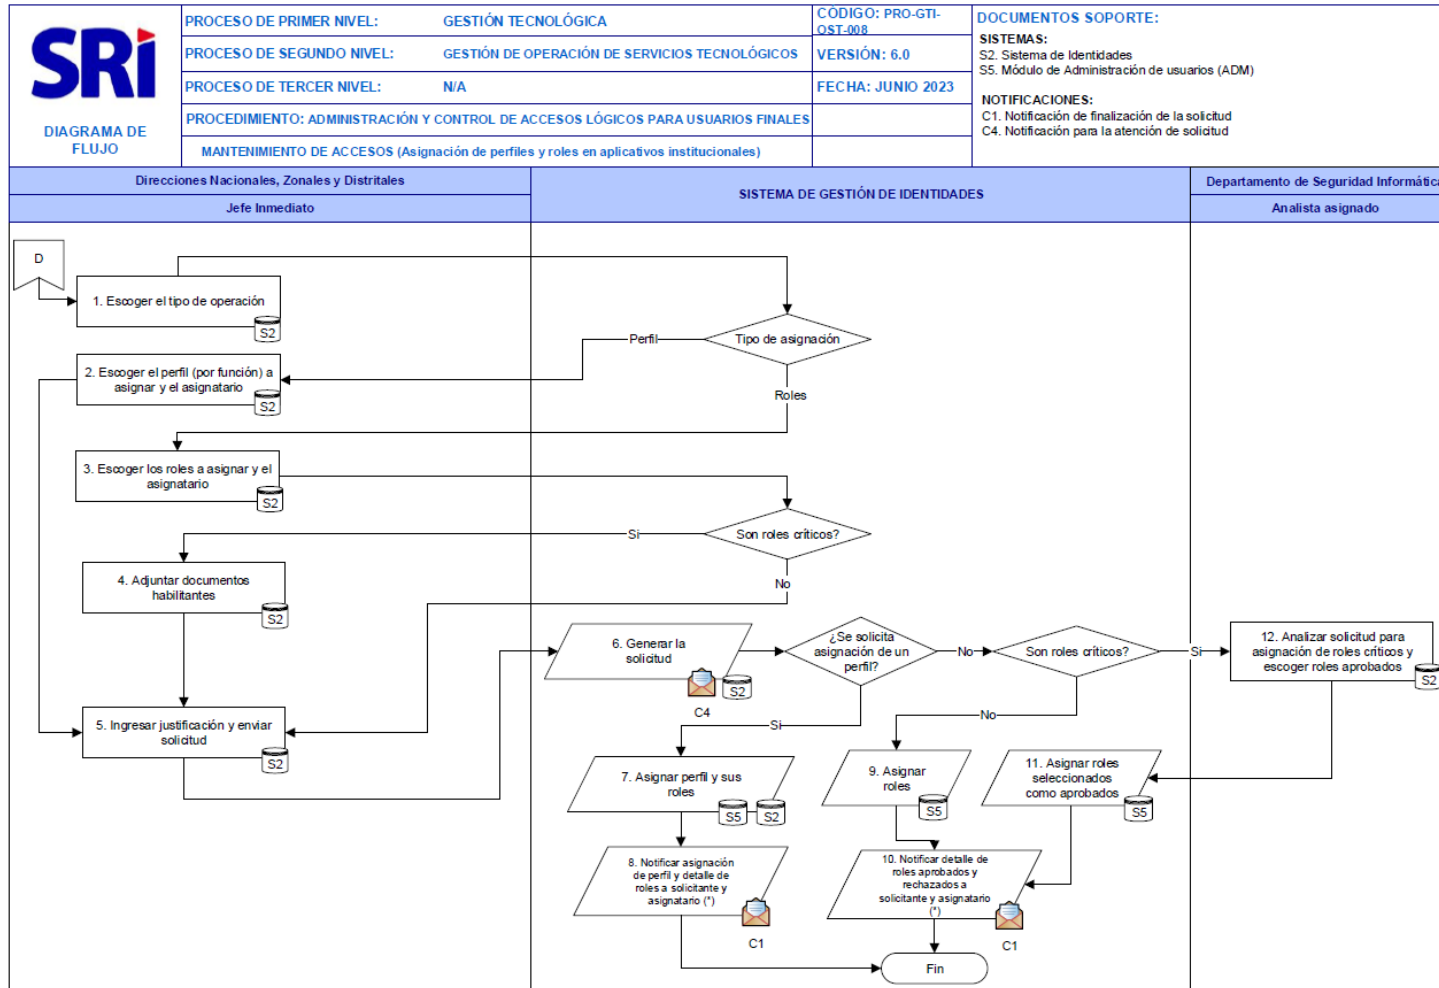 SRi
DIAGRAMA DE
FLUJO
PROCESO DE PRIMER NIVEL: GESTIÓN TECNOLÓGICA
CÓDIGO: PRO-GTI-
OST-008
PROCESO DE SEGUNDO NIVEL: GESTIÓN DE OPERACIÓN DE SERVICIOS TECNOLÓGICOS
VERSIÓN: 6.0
PROCESO DE TERCER NIVEL: N/A
FECHA: JUNIO 2023
PROCEDIMIENTO: ADMINISTRACIÓN Y CONTROL DE ACCESOS LÓGICOS PARA USUARIOS FINALES
MANTENIMIENTO DE ACCESOS (Asignación de perfiles y roles en aplicativos institucionales)
DOCUMENTOS SOPORTE:
SISTEMAS:
S2. Sistema de Identidades
S5. Módulo de Administración de usuarios (ADM)
NOTIFICACIONES:
C1. Notificación de finalización de la solicitud
C4. Notificación para la atención de solicitud
Direcciones Nacionales, Zonales y Distritales
Jefe Inmediato
SISTEMA DE GESTIÓN DE IDENTIDADES
Departamento de Seguridad Informática
Analista asignado
D
1. Escoger el tipo de operación
S2
Tipo de asignación
Perfil
Roles
2. Escoger el perfil (por función) a
asignar y el asignatario
S2
3. Escoger los roles a asignar y el
asignatario
S2
Son roles críticos?
Si
No
4. Adjuntar documentos
habilitantes
S2
5. Ingresar justificación y enviar
solicitud
S2
6. Generar la
solicitud
S2
C4
¿Se solicita
asignación de un
perfil?
No
Si
Son roles críticos?
Si
No
12. Analizar solicitud para
asignación de roles críticos y
escoger roles aprobados
S2
7. Asignar perfil y sus
roles
S5
S2
9. Asignar
roles
S5
11. Asignar roles
seleccionados
como aprobados
S5
8. Notificar asignación
de perfil y detalle de
roles a solicitante y
asignatario (*)
C1
10. Notificar detalle de
roles aprobados y
rechazados a
solicitante y asignatario
(*)
C1
Fin